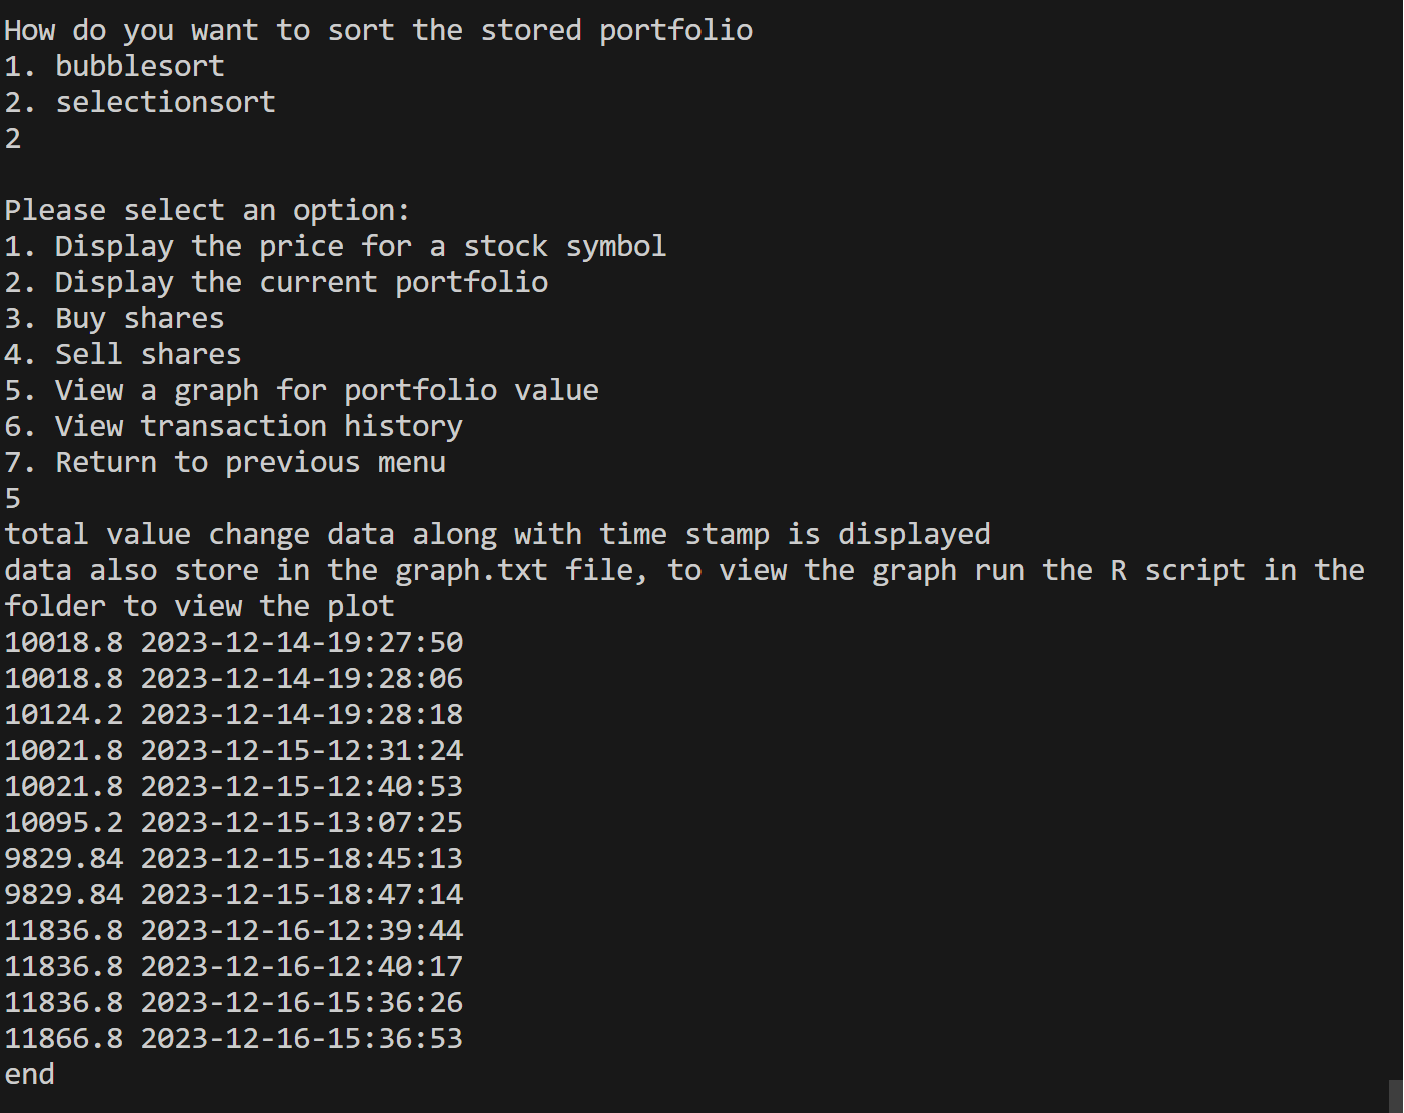 How do you want to sort the stored portfolio
1. bubblesort
2. selectionsort
2
Please select an option:
1. Display the price for a stock symbol
2. Display the current portfolio
3. Buy shares
4. Sell shares
5. View a graph for portfolio value
6. View transaction history
7. Return to previous menu
5
total value change data along with time stamp is displayed
data also store in the graph.txt file, to view the graph run the R script in the
folder to view the plot
10018.8 2023-12-14-19:27:50
10018.8 2023-12-14-19:28:06
10124.2 2023-12-14-19:28:18
10021.8 2023-12-15-12:31:24
10021.8 2023-12-15-12:40:53
10095.2 2023-12-15-13:07:25
9829.84 2023-12-15-18:45:13
9829.84 2023-12-15-18:47:14
11836.8 2023-12-16-12:39:44
11836.8 2023-12-16-12:40:17
11836.8 2023-12-16-15:36:26
11866.8 2023-12-16-15:36:53
end